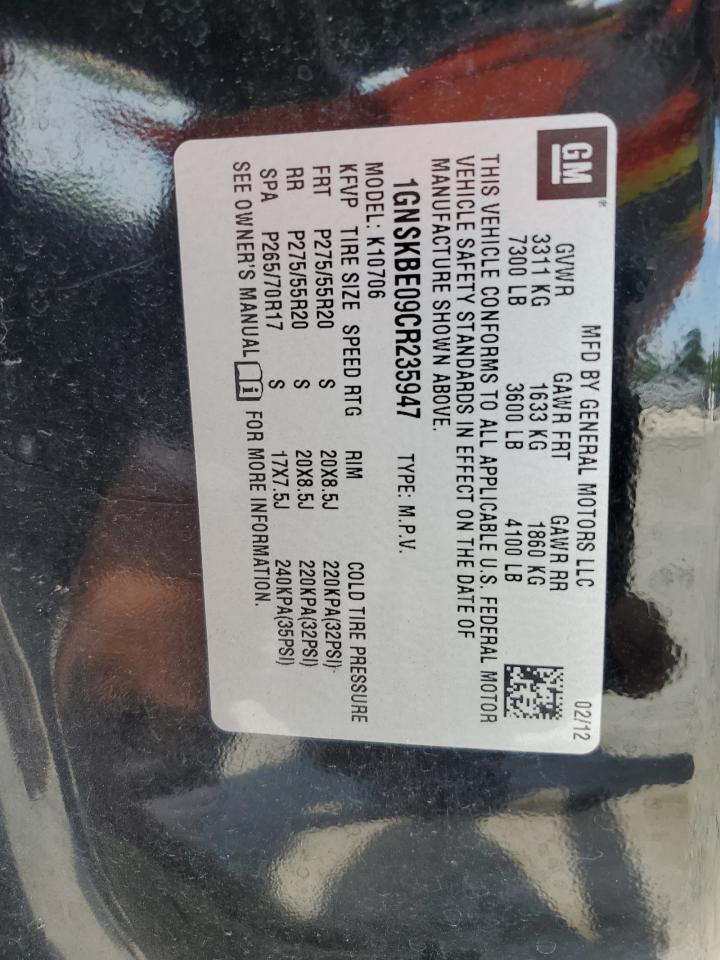 GM
MFD BY GENERAL MOTORS LLC 02/12
GVWR GAWR FRT GAWR RR
3311 KG 1633 KG 1860 KG
7300 LB 3600 LB 4100 LB
THIS VEHICLE CONFORMS TO ALL APPLICABLE U.S. FEDERAL MOTOR
VEHICLE SAFETY STANDARDS IN EFFECT ON THE DATE OF
MANUFACTURE SHOWN ABOVE.
1GNSKBE09CR235947 TYPE: M.P.V.
MODEL: K10706
KFVP TIRE SIZE SPEED RTG RIM COLD TIRE PRESSURE
FRT P275/55R20 S 20X8.5J 220KPA(32PSI)
RR P275/55R20 S 20X8.5J 220KPA(32PSI)
SPA P265/70R17 S 17X7.5J 240KPA(35PSI)
SEE OWNER'S MANUAL i FOR MORE INFORMATION.